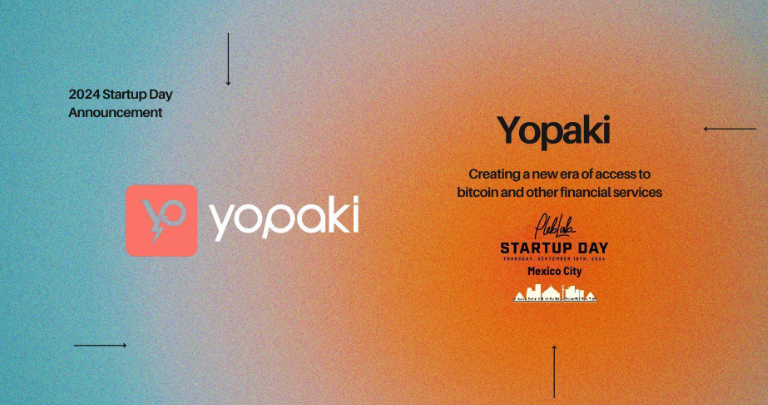 2024 Startup Day
Announcement
yo
yopaki
Yopaki
Creating a new era of access to
bitcoin and other financial services
PlebLab
STARTUP DAY
THURSDAY, SEPTEMBER 19TH, 2024
Mexico City